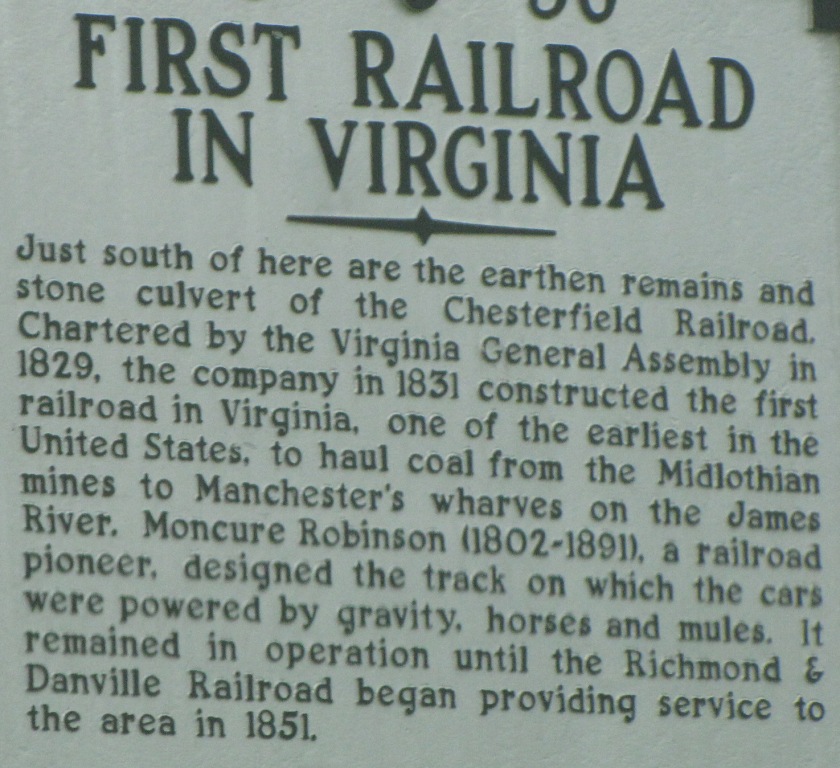 FIRST RAILROAD
IN VIRGINIA
Just south of here are the earthen remains and
stone culvert of the Chesterfield Railroad.
Chartered by the Virginia General Assembly in
1829, the company in 1831 constructed the first
railroad in Virginia, one of the earliest in the
United States, to haul coal from the Midlothian
mines to Manchester's wharves on the James
River. Moncure Robinson (1802-1891), a railroad
pioneer, designed the track on which the cars
were powered by gravity, horses and mules. It
remained in operation until the Richmond &
Danville Railroad began providing service to
the area in 1851.